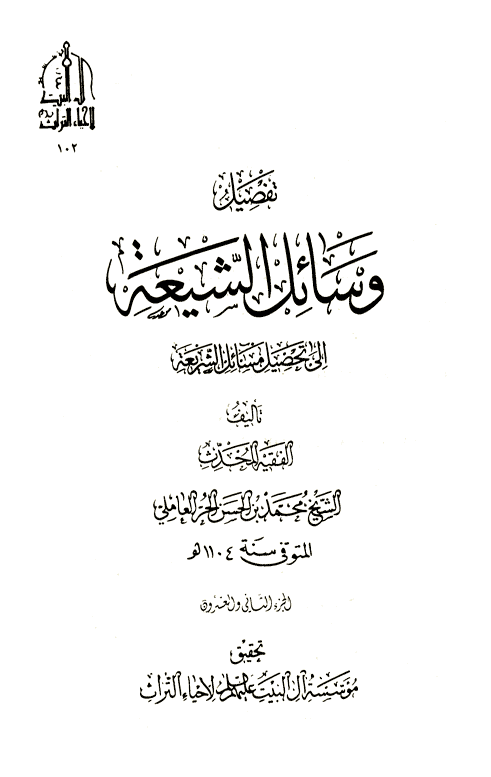 آل البيت
لإحياء التراث
١٠٢
تفصيل
وسائل الشيعة
إلى تحصيل مسائل الشريعة
تأليف
الفقيه المحدث
الشيخ محمد بن الحسن الحر العاملي
المتوفى سنة ١١٠٤ هـ
الجزء الثاني والعشرون
تحقيق
مؤسسة آل البيت عليهم السلام لإحياء التراث